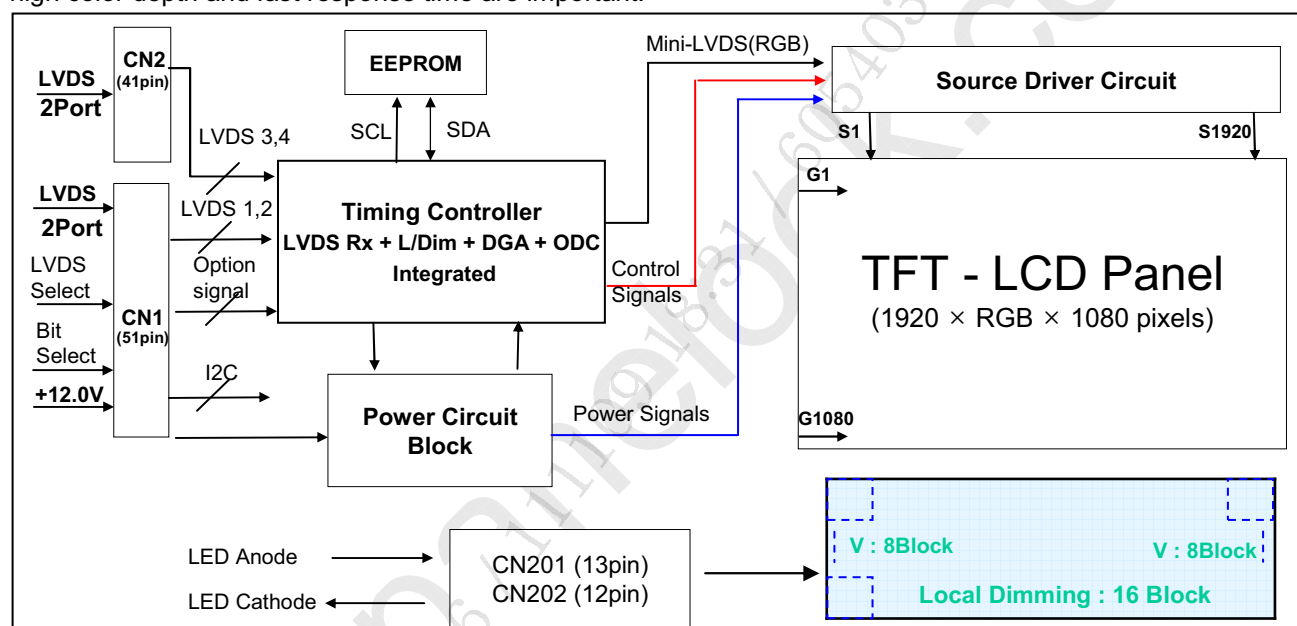 high color depth and fast response time are important.
CN2
(41pin)
LVDS
2Port
EEPROM
SCL
SDA
LVDS 3,4
Mini-LVDS(RGB)
Source Driver Circuit
S1
S1920
LVDS
2Port
LVDS 1,2
LVDS
Select
Option
signal
CN1
(51pin)
Bit
Select
+12.0V
I2C
Timing Controller
LVDS Rx + L/Dim + DGA + ODC
Integrated
Control
Signals
G1
TFT - LCD Panel
(1920 × RGB × 1080 pixels)
G1080
Power Circuit
Block
Power Signals
LED Anode
LED Cathode
CN201 (13pin)
CN202 (12pin)
V : 8Block
V : 8Block
Local Dimming : 16 Block